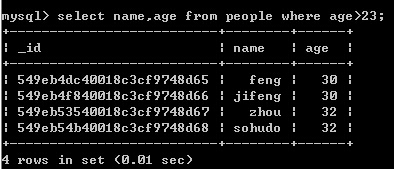 mysql> select name,age from people where age>23;
+--------------------------+--------+------+
| _id                      | name   | age  |
+--------------------------+--------+------+
| 549eb4dc40018c3cf9748d65 |   feng |   30 |
| 549eb4f840018c3cf9748d66 | jifeng |   30 |
| 549eb53540018c3cf9748d67 |   zhou |   32 |
| 549eb54b40018c3cf9748d68 | sohudo |   32 |
+--------------------------+--------+------+
4 rows in set (0.01 sec)